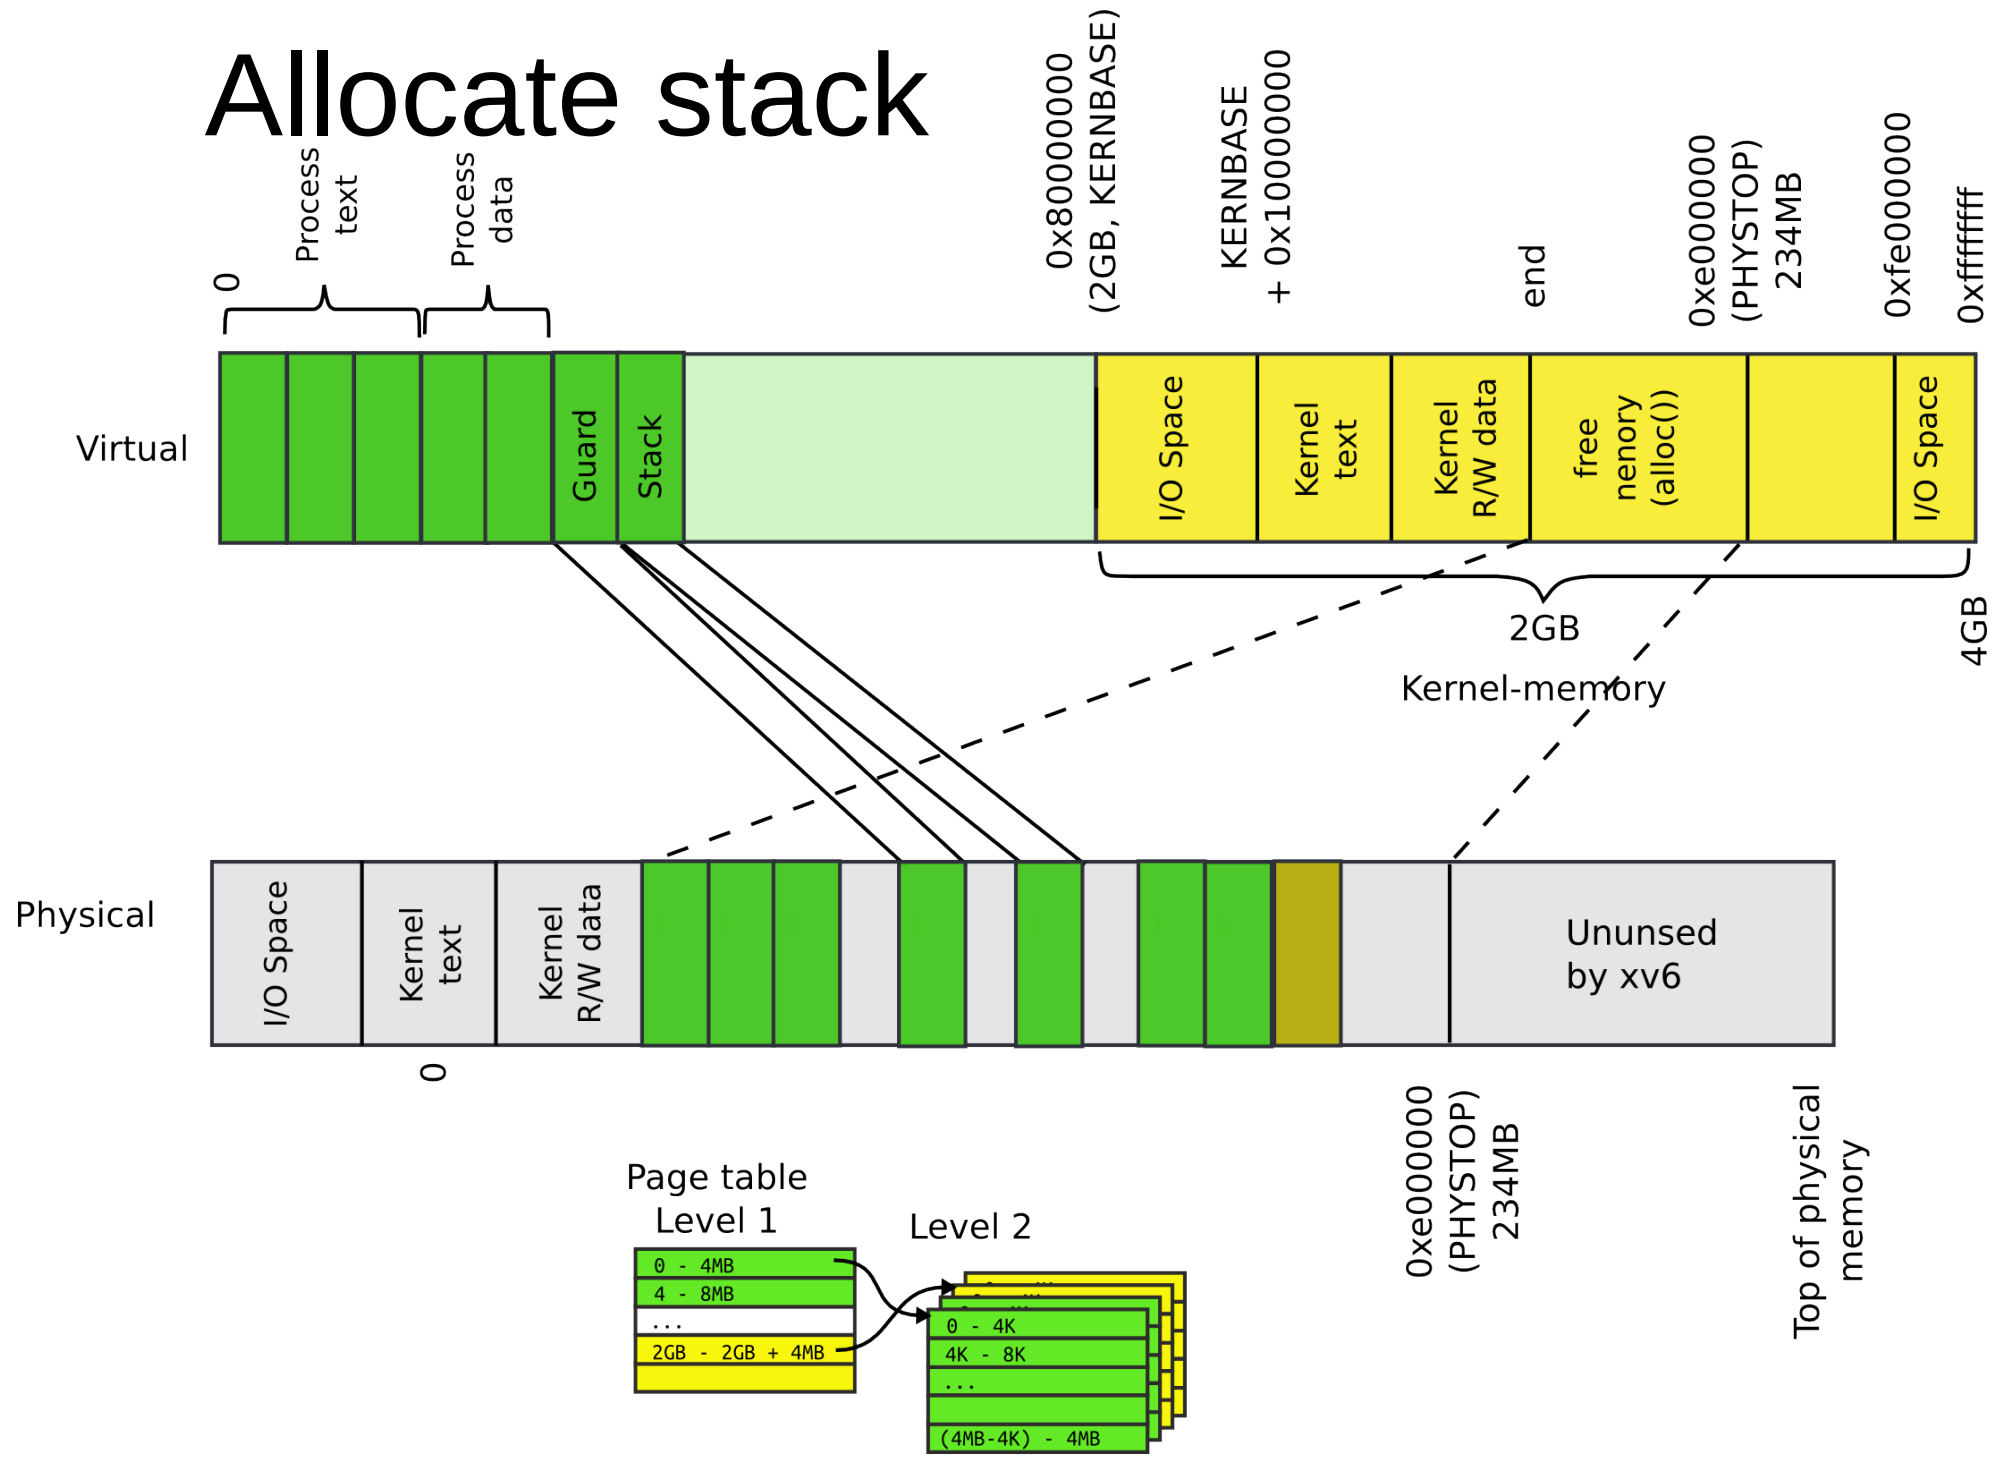 Allocate stack
0
Process
text
Process
data
0x80000000
(2GB, KERNBASE)
KERNBASE
+ 0x10000000
end
0xe000000
(PHYSTOP)
234MB
0xfe000000
0xffffffff
Virtual
Guard
Stack
I/O Space
Kernel
text
Kernel
R/W data
free
nenory
(alloc())
I/O Space
2GB
4GB
Kernel-memory
Physical
I/O Space
Kernel
text
Kernel
R/W data
Ununsed
by xv6
0
0xe000000
(PHYSTOP)
234MB
Top of physical
memory
Page table
Level 1
Level 2
0 - 4MB
4 - 8MB
...
2GB - 2GB + 4MB
0 - 4K
4K - 8K
...
(4MB-4K) - 4MB